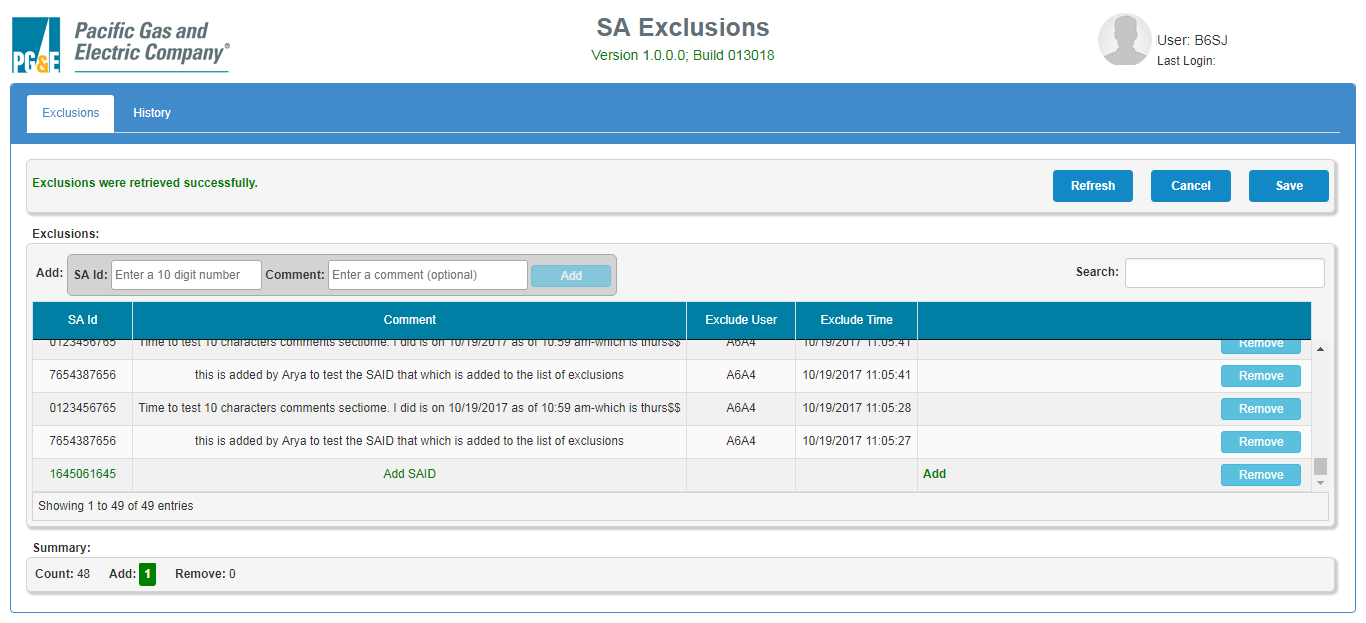 PG&E Pacific Gas and
Electric Company®
SA Exclusions
Version 1.0.0.0; Build 013018
User: B6SJ
Last Login:
Exclusions History
Exclusions were retrieved successfully. Refresh Cancel Save
Exclusions:
Add: SA Id: Enter a 10 digit number Comment: Enter a comment (optional) Add Search:
SA Id Comment Exclude User Exclude Time
0123456765 Time to test 10 characters comments sectiome. I did is on 10/19/2017 as of 10:59 am-which is thurs$$ A6A4 10/19/2017 11:05:41 Remove
7654387656 this is added by Arya to test the SAID that which is added to the list of exclusions A6A4 10/19/2017 11:05:41 Remove
0123456765 Time to test 10 characters comments sectiome. I did is on 10/19/2017 as of 10:59 am-which is thurs$$ A6A4 10/19/2017 11:05:28 Remove
7654387656 this is added by Arya to test the SAID that which is added to the list of exclusions A6A4 10/19/2017 11:05:27 Remove
1645061645 Add SAID Add Remove
Showing 1 to 49 of 49 entries
Summary:
Count: 48 Add: 1 Remove: 0